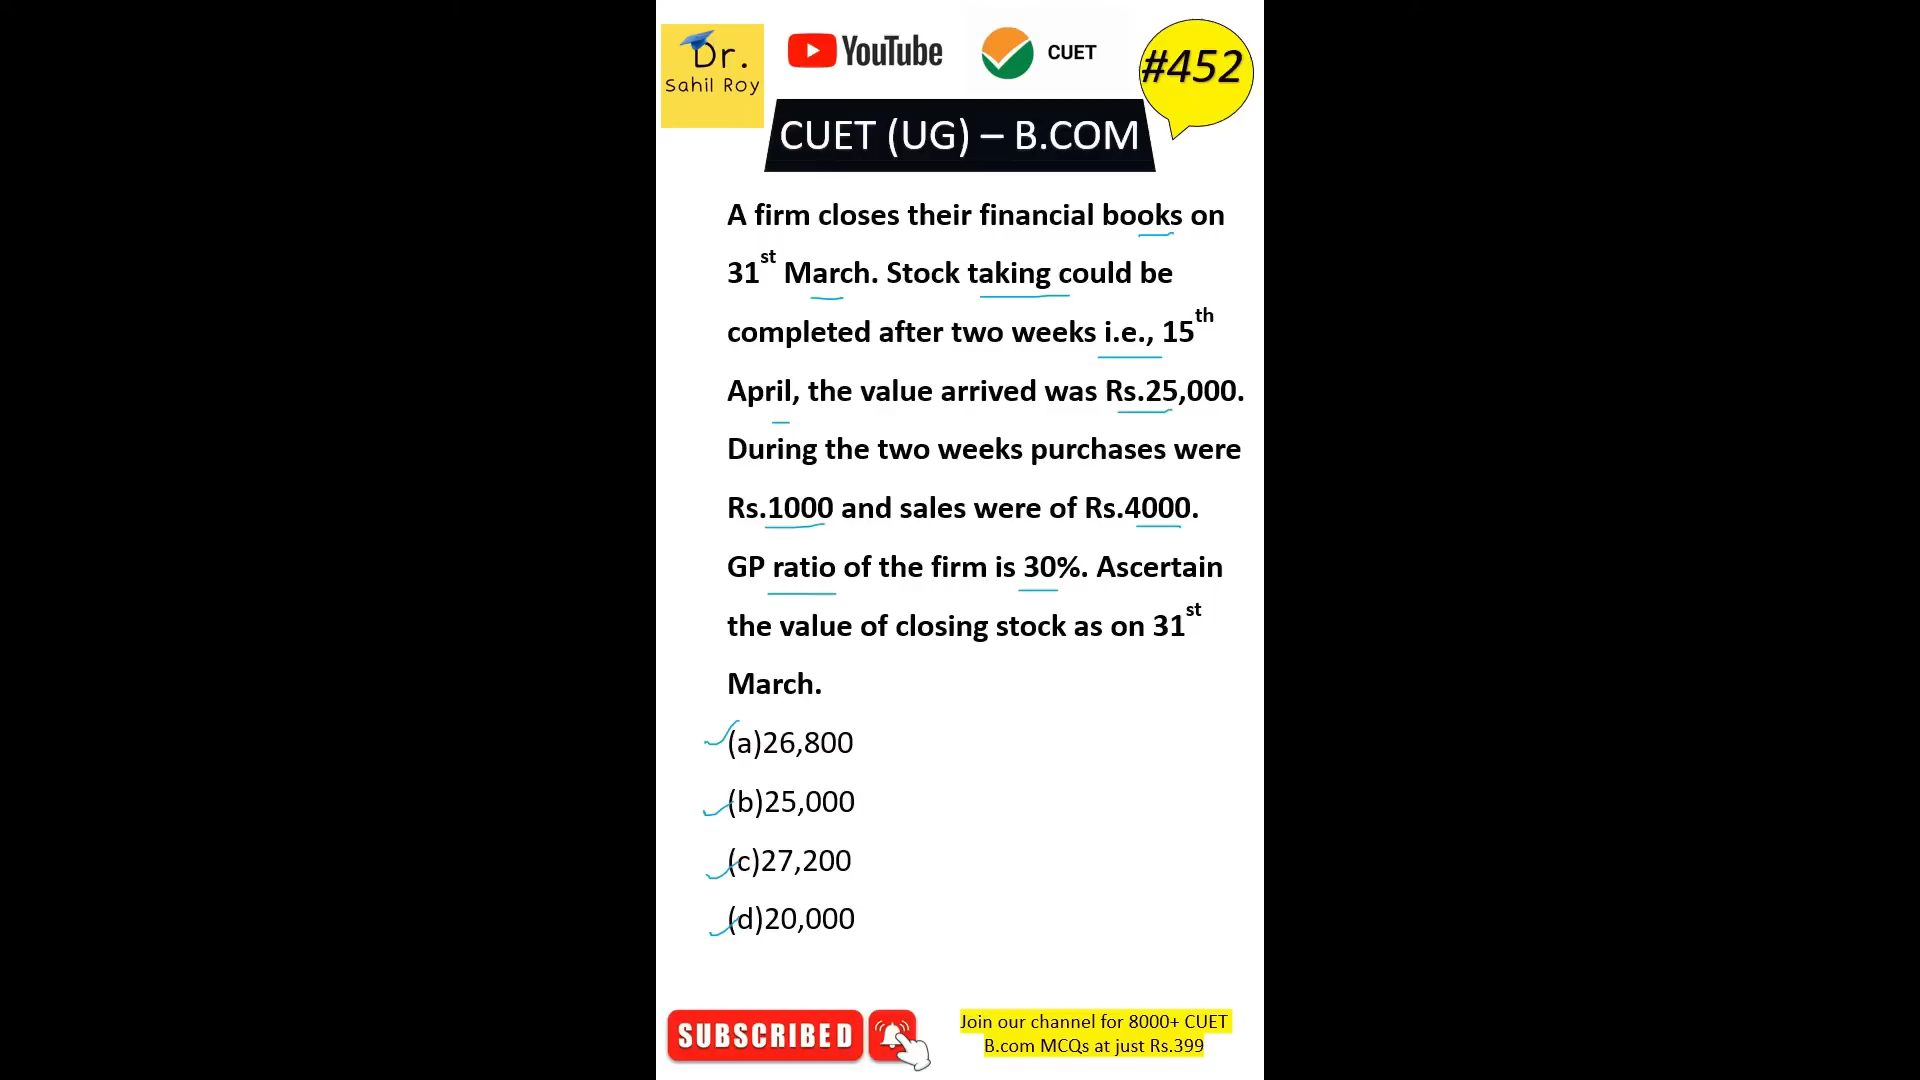 Dr.
Sahil Roy
YouTube
CUET
#452
CUET (UG) – B.COM
A firm closes their financial books on
31st March. Stock taking could be
completed after two weeks i.e., 15th
April, the value arrived was Rs.25,000.
During the two weeks purchases were
Rs.1000 and sales were of Rs.4000.
GP ratio of the firm is 30%. Ascertain
the value of closing stock as on 31st
March.
(a)26,800
(b)25,000
(c)27,200
(d)20,000
SUBSCRIBED
Join our channel for 8000+ CUET
B.com MCQs at just Rs.399